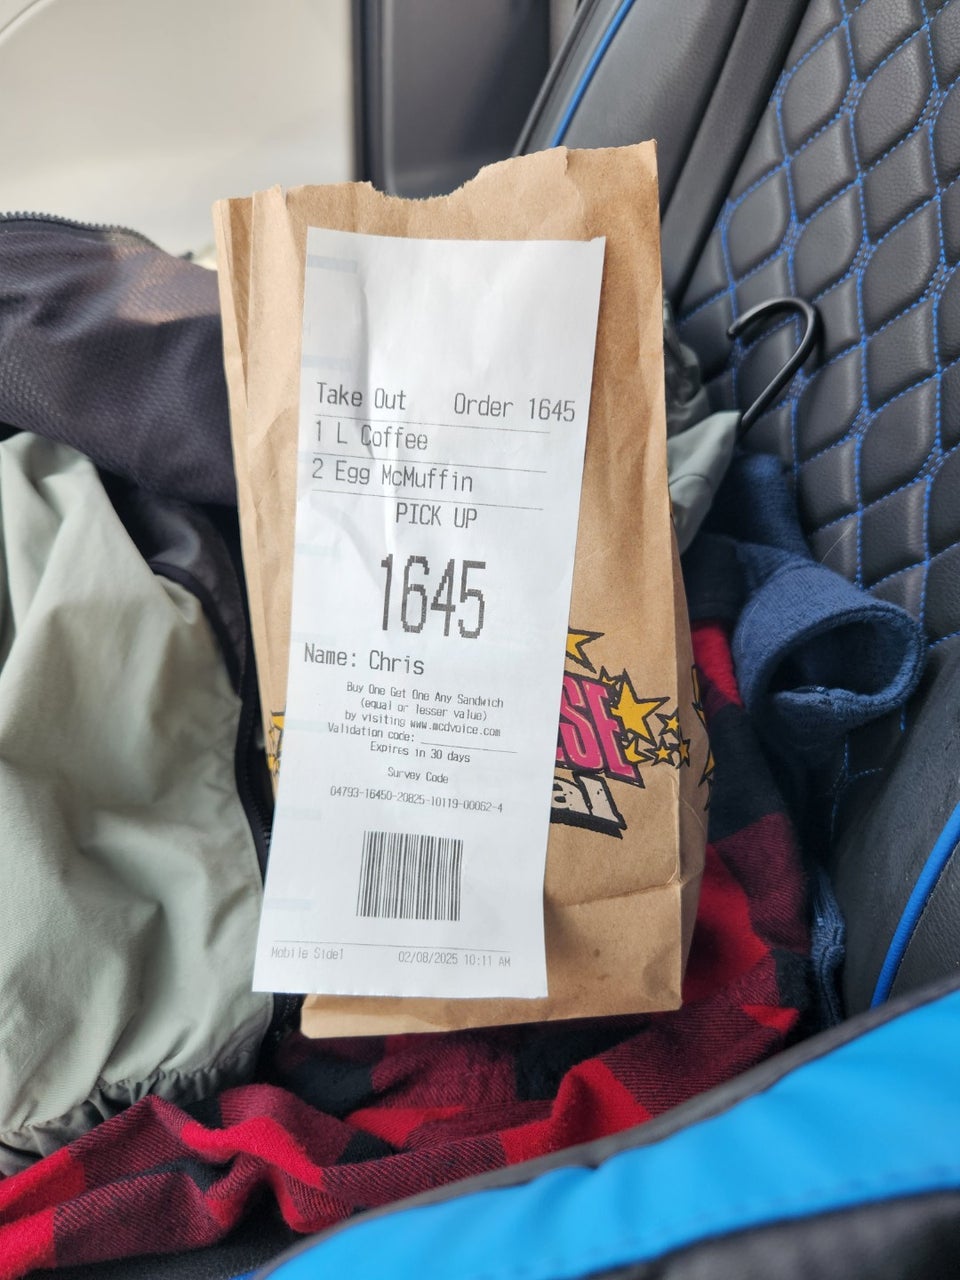 Take Out Order 1645
1 L Coffee
2 Egg McMuffin
PICK UP
1645
Name: Chris
Buy One Get One Any Sandwich
(equal or lesser value)
by visiting www.mcdvoice.com
Validation code: ____________
Expires in 30 days
Survey Code
04793-16450-20825-10119-00062-4
Mobile Side1 02/08/2025 10:11 AM